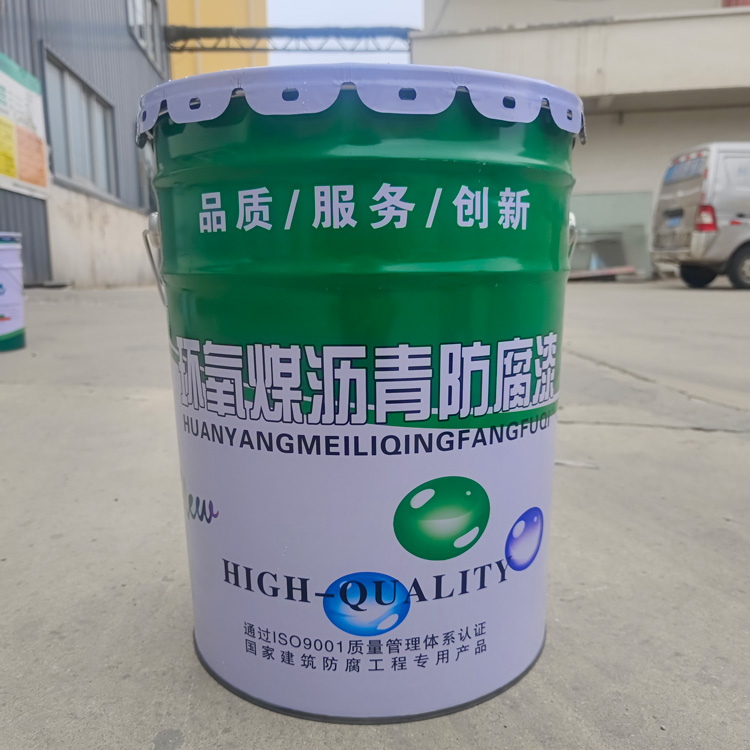 品质/服务/创新
环氧煤沥青防腐漆
HUANYANGMEILIQINGFANGFUQI
HIGH-QUALITY
通过ISO9001质量管理体系认证
国家建筑防腐工程专用产品